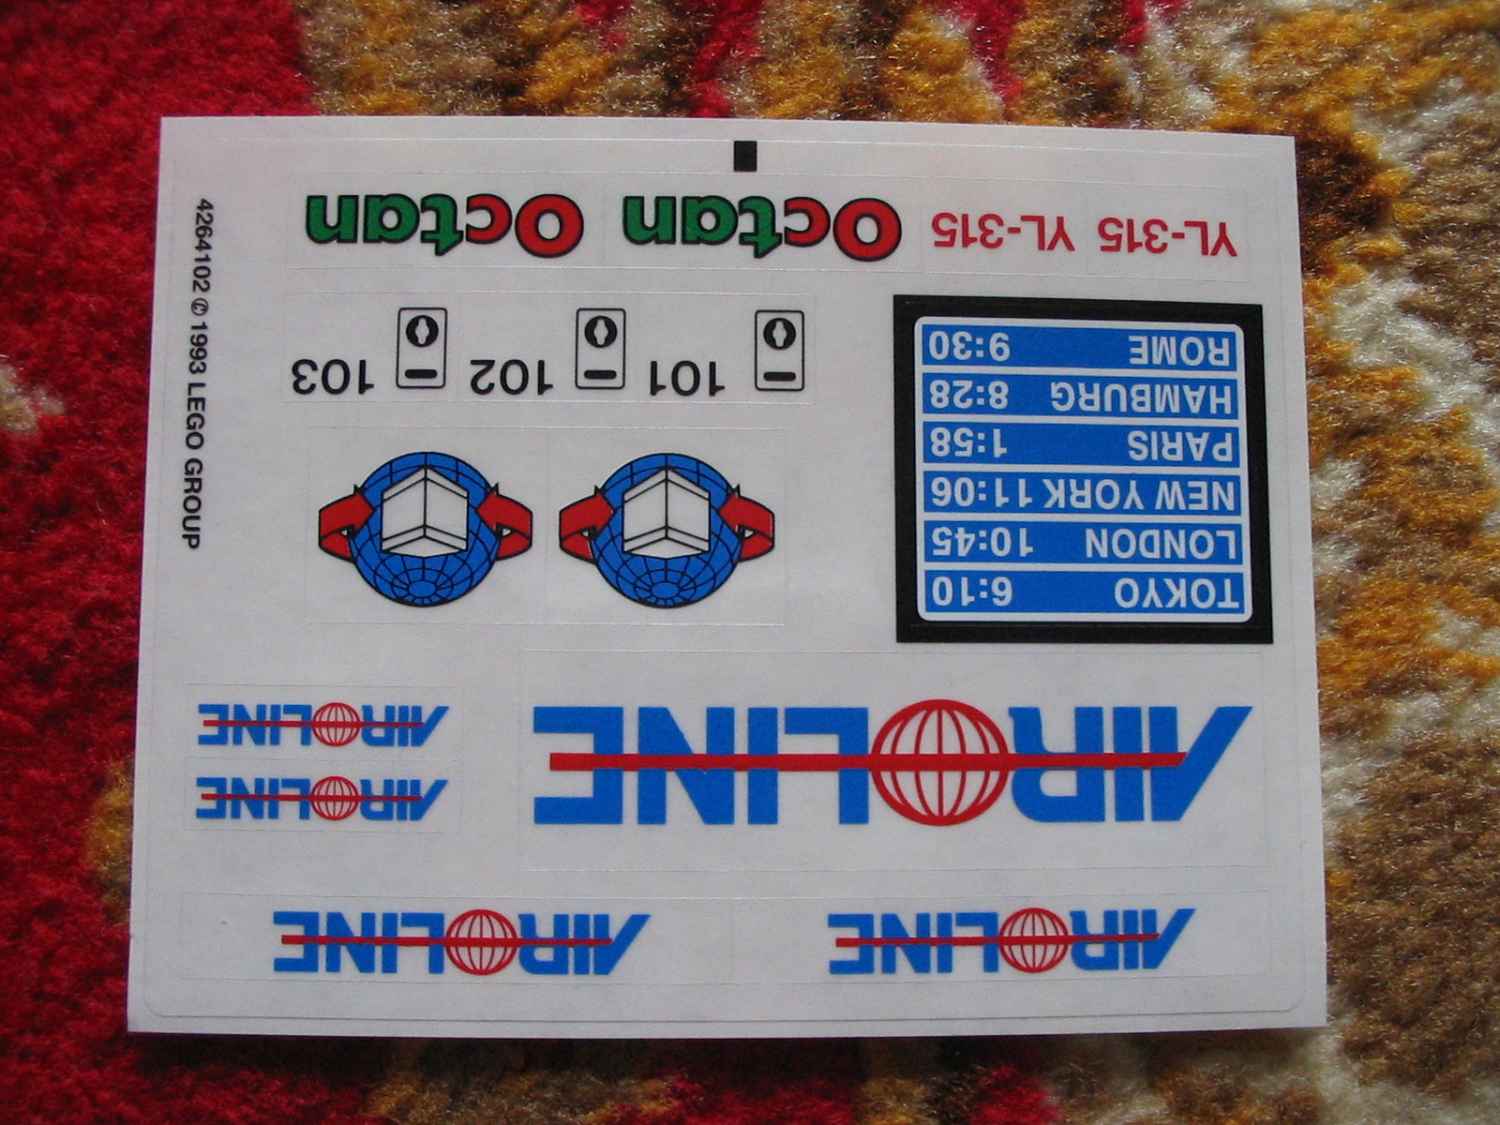 AIRLINE AIRLINE
AIRLINE
AIRLINE
AIRLINE
TOKYO 6:10
LONDON 10:45
NEW YORK 11:06
PARIS 1:58
HAMBURG 8:28
ROME 9:30
101 102 103
YL-315 YL-315 Octan Octan
4264102 © 1993 LEGO GROUP